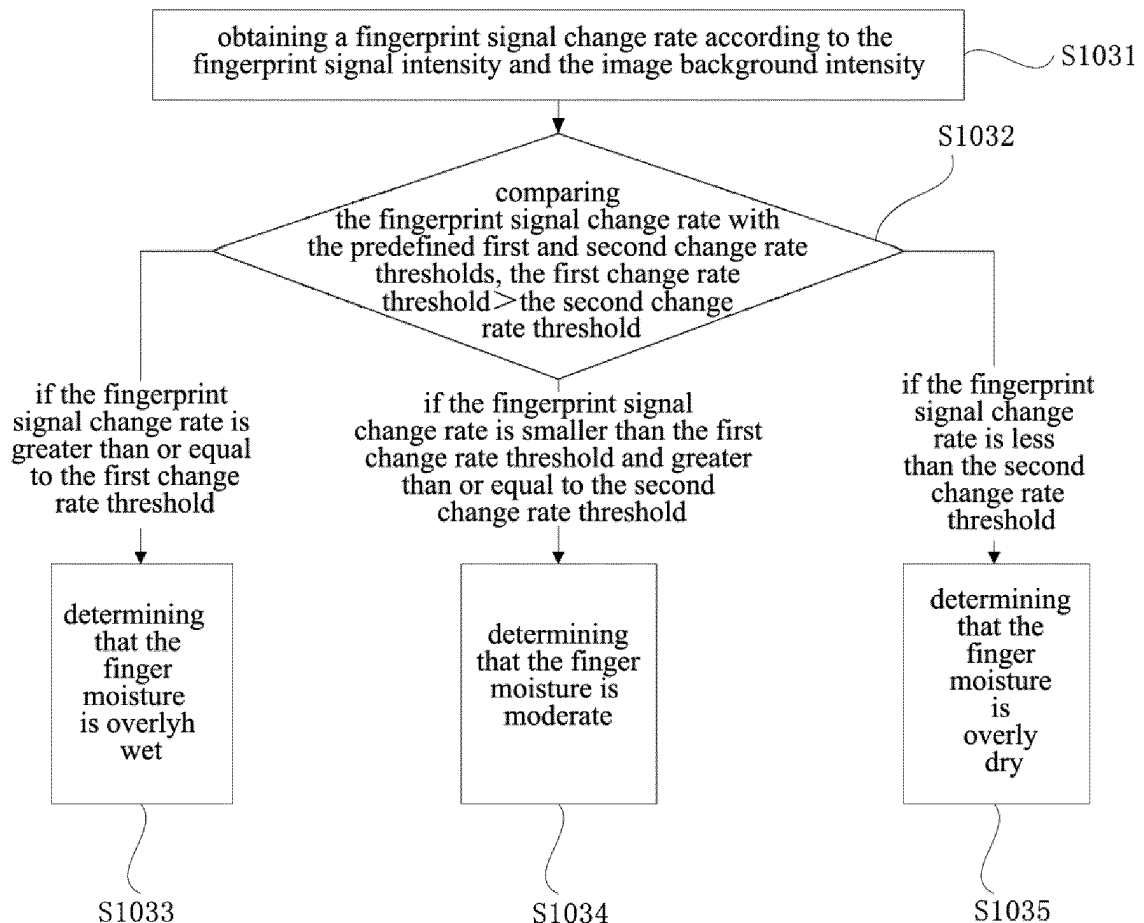 obtaining a fingerprint signal change rate according to the
fingerprint signal intensity and the image background intensity
S1031
S1032
comparing
the fingerprint signal change rate with
the predefined first and second change rate
thresholds, the first change rate
threshold>the second change
rate threshold
if the fingerprint
signal change rate is
greater than or equal
to the first change
rate threshold
if the fingerprint signal
change rate is smaller than the first
change rate threshold and greater
than or equal to the second
change rate threshold
if the fingerprint
signal change
rate is less
than the second
change rate
threshold
determining
that the
finger
moisture
is overlyh
wet
determining
that the finger
moisture is
moderate
determining
that the
finger
moisture
is
overly
dry
S1033
S1034
S1035